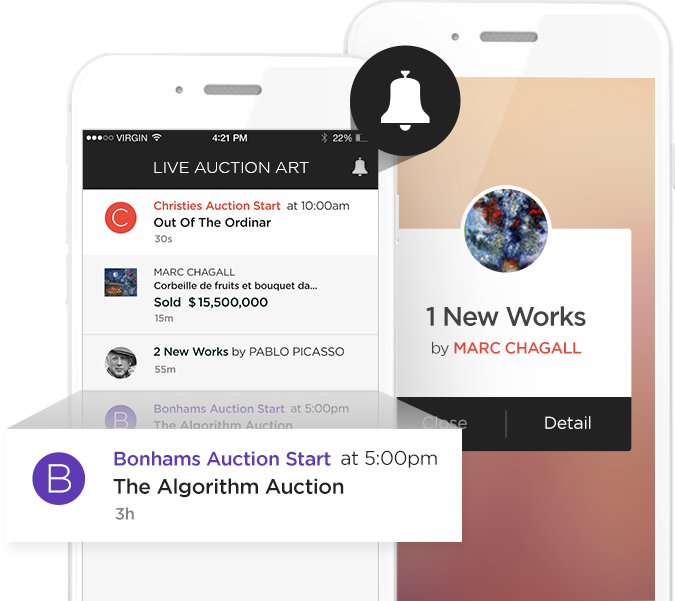 VIRGIN 4:21 PM 22%
LIVE AUCTION ART
C
Christies Auction Start at 10:00am
Out Of The Ordinar
30s
MARC CHAGALL
Corbeille de fruits et bouquet da...
Sold $15,500,000
15m
2 New Works by PABLO PICASSO
55m
B
Bonhams Auction Start at 5:00pm
The Algorithm Auction
B
Bonhams Auction Start at 5:00pm
The Algorithm Auction
3h
1 New Works
by MARC CHAGALL
Close Detail